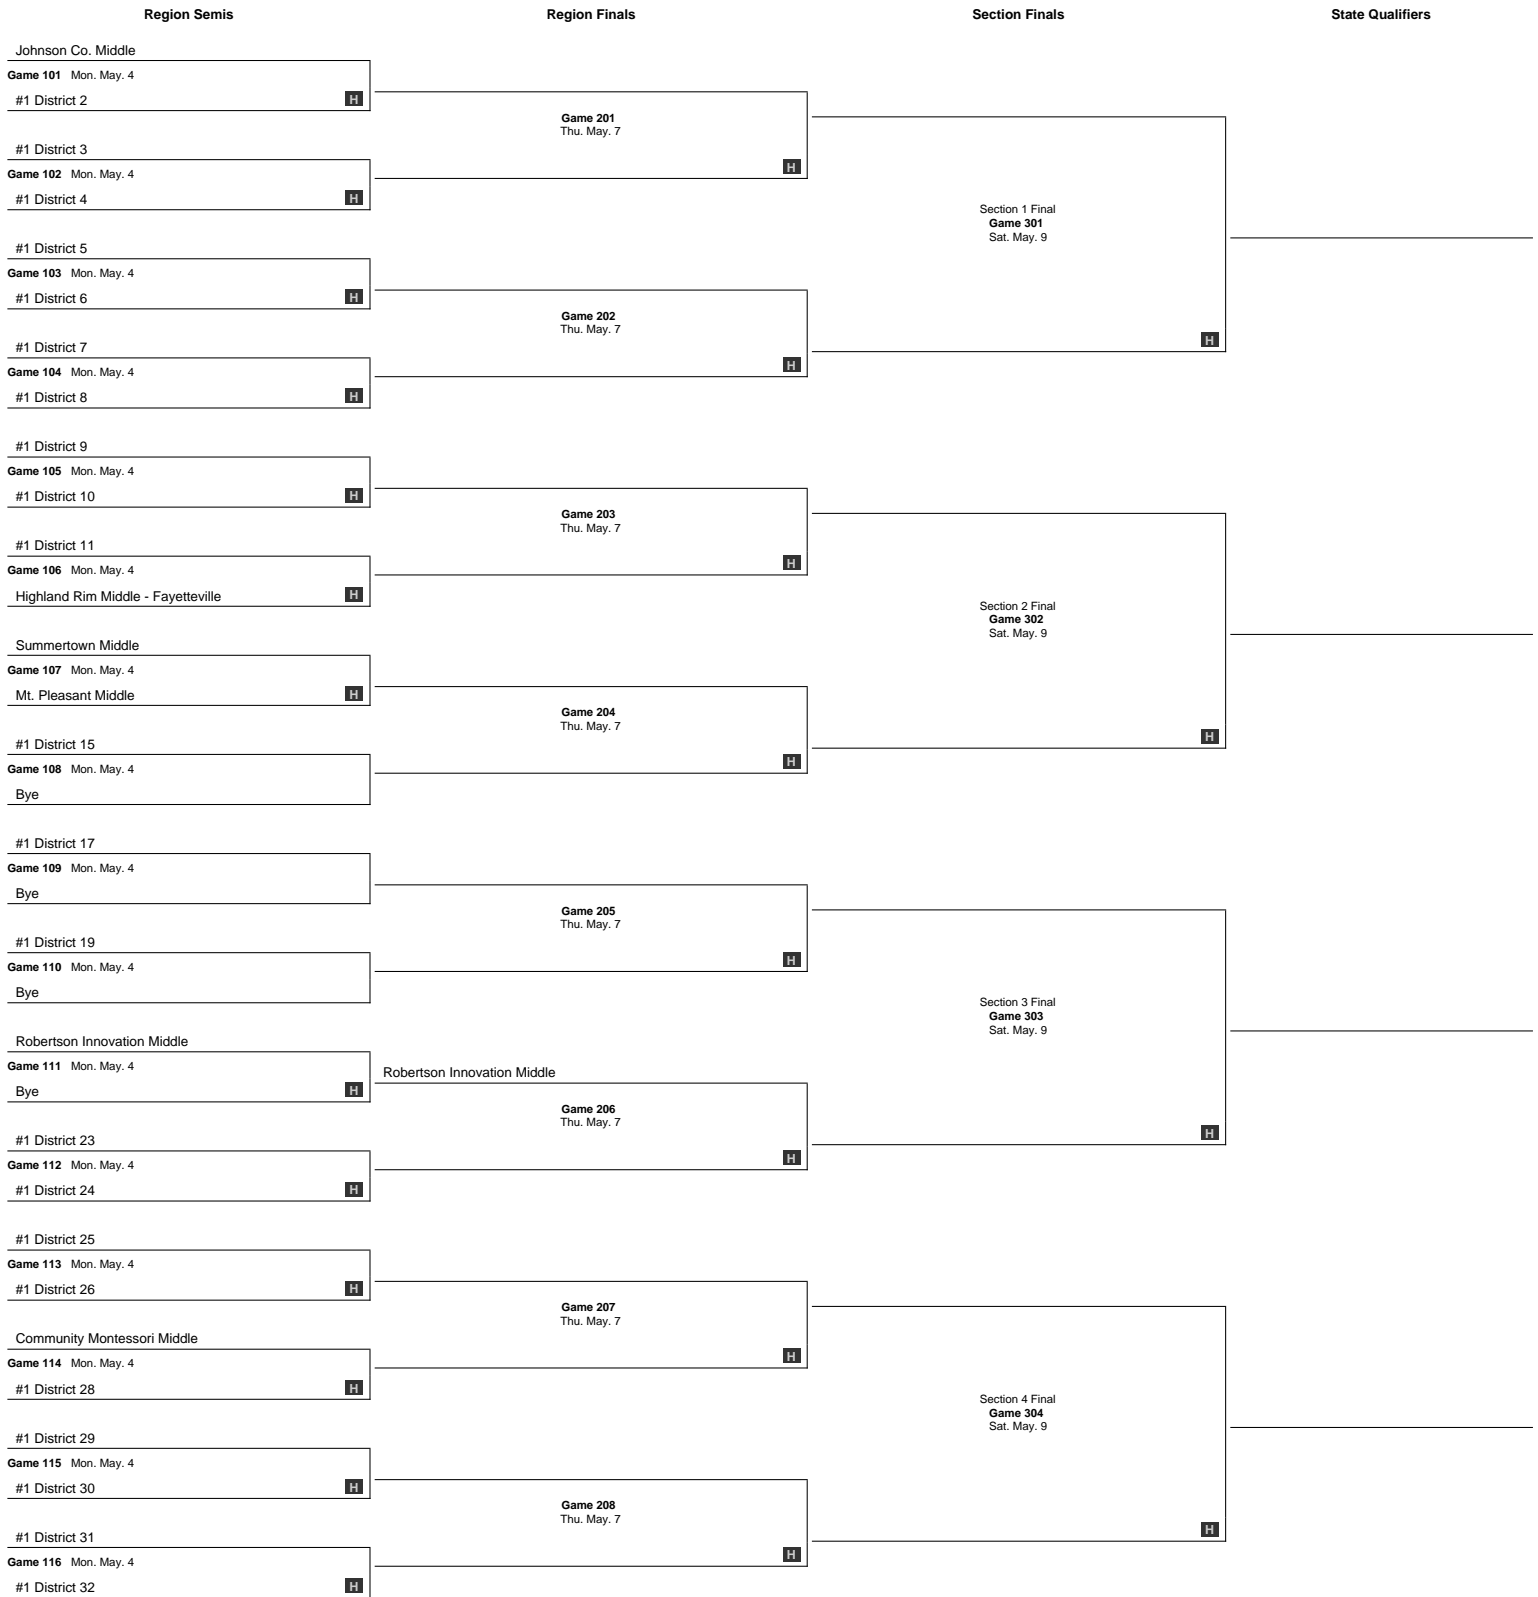 Region Semis
Region Finals
Section Finals
State Qualifiers
Johnson Co. Middle
Game 101 Mon. May. 4
#1 District 2 H
#1 District 3
Game 102 Mon. May. 4
#1 District 4 H
#1 District 5
Game 103 Mon. May. 4
#1 District 6 H
#1 District 7
Game 104 Mon. May. 4
#1 District 8 H
#1 District 9
Game 105 Mon. May. 4
#1 District 10 H
#1 District 11
Game 106 Mon. May. 4
Highland Rim Middle - Fayetteville H
Summertown Middle
Game 107 Mon. May. 4
Mt. Pleasant Middle H
#1 District 15
Game 108 Mon. May. 4
Bye
#1 District 17
Game 109 Mon. May. 4
Bye
#1 District 19
Game 110 Mon. May. 4
Bye
Robertson Innovation Middle
Game 111 Mon. May. 4
Bye H
#1 District 23
Game 112 Mon. May. 4
#1 District 24 H
#1 District 25
Game 113 Mon. May. 4
#1 District 26 H
Community Montessori Middle
Game 114 Mon. May. 4
#1 District 28 H
#1 District 29
Game 115 Mon. May. 4
#1 District 30 H
#1 District 31
Game 116 Mon. May. 4
#1 District 32 H
Game 201
Thu. May. 7
H
Game 202
Thu. May. 7
H
Game 203
Thu. May. 7
H
Game 204
Thu. May. 7
H
Game 205
Thu. May. 7
H
Robertson Innovation Middle
Game 206
Thu. May. 7
H
Game 207
Thu. May. 7
H
Game 208
Thu. May. 7
H
Section 1 Final
Game 301
Sat. May. 9
H
Section 2 Final
Game 302
Sat. May. 9
H
Section 3 Final
Game 303
Sat. May. 9
H
Section 4 Final
Game 304
Sat. May. 9
H